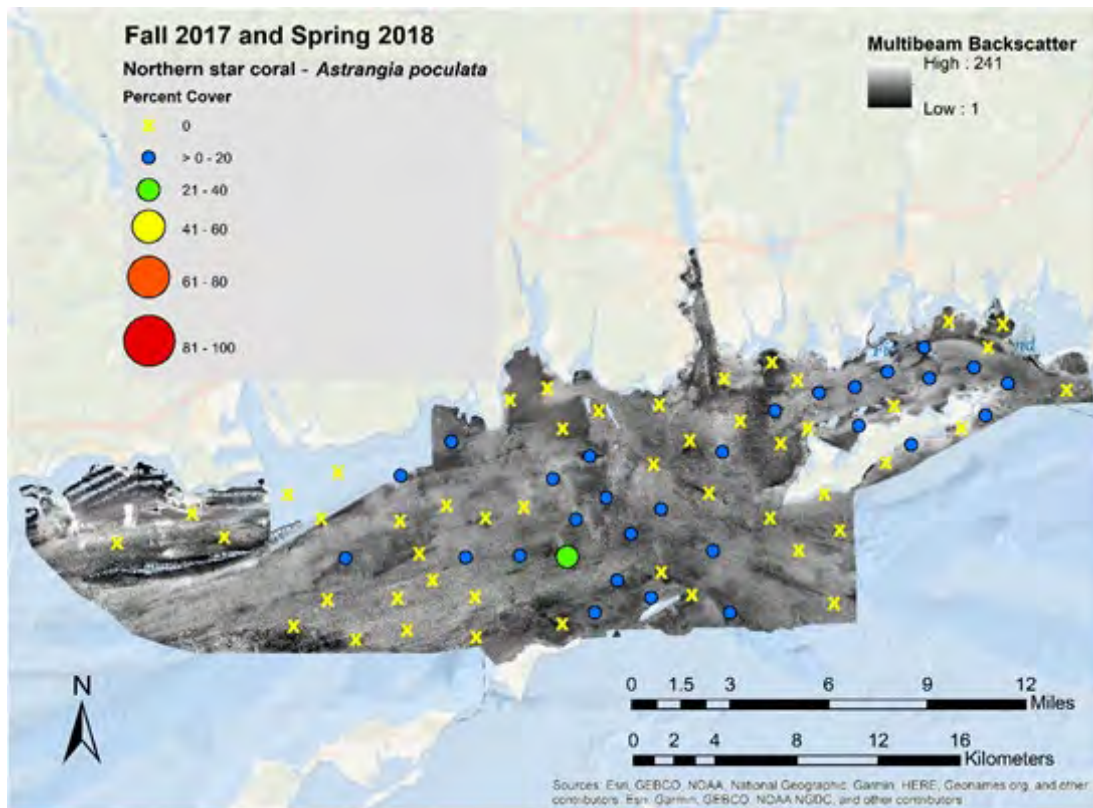 Fall 2017 and Spring 2018
Northern star coral - Astrangia poculata
Percent Cover
0
> 0 - 20
21 - 40
41 - 60
61 - 80
81 - 100
Multibeam Backscatter
High : 241
Low : 1
N
0 1.5 3 6 9 12
Miles
0 2 4 8 12 16
Kilometers
Sources: Esri, GEBCO, NOAA, National Geographic, Garmin, HERE, Geonames.org, and other
contributors, Esri, Garmin, GEBCO, NOAA NGDC, and other contributors